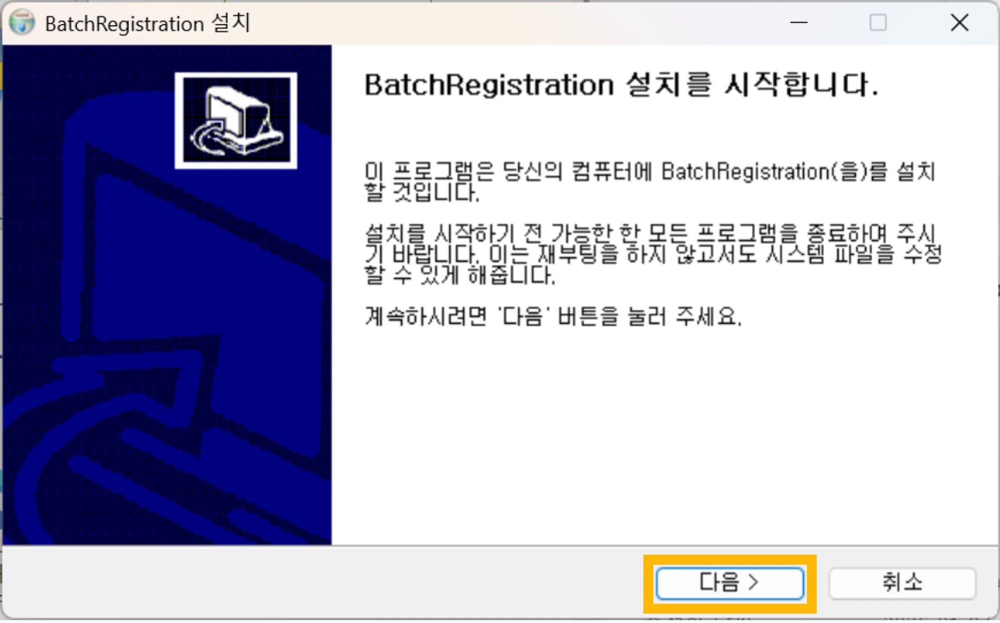 BatchRegistration 설치
BatchRegistration 설치를 시작합니다.
이 프로그램은 당신의 컴퓨터에 BatchRegistration(을)를 설치
할 것입니다.
설치를 시작하기 전 가능한 한 모든 프로그램을 종료하여 주시
기 바랍니다. 이는 재부팅을 하지 않고서도 시스템 파일을 수정
할 수 있게 해줍니다.
계속하시려면 '다음' 버튼을 눌러 주세요.
다음 >
취소